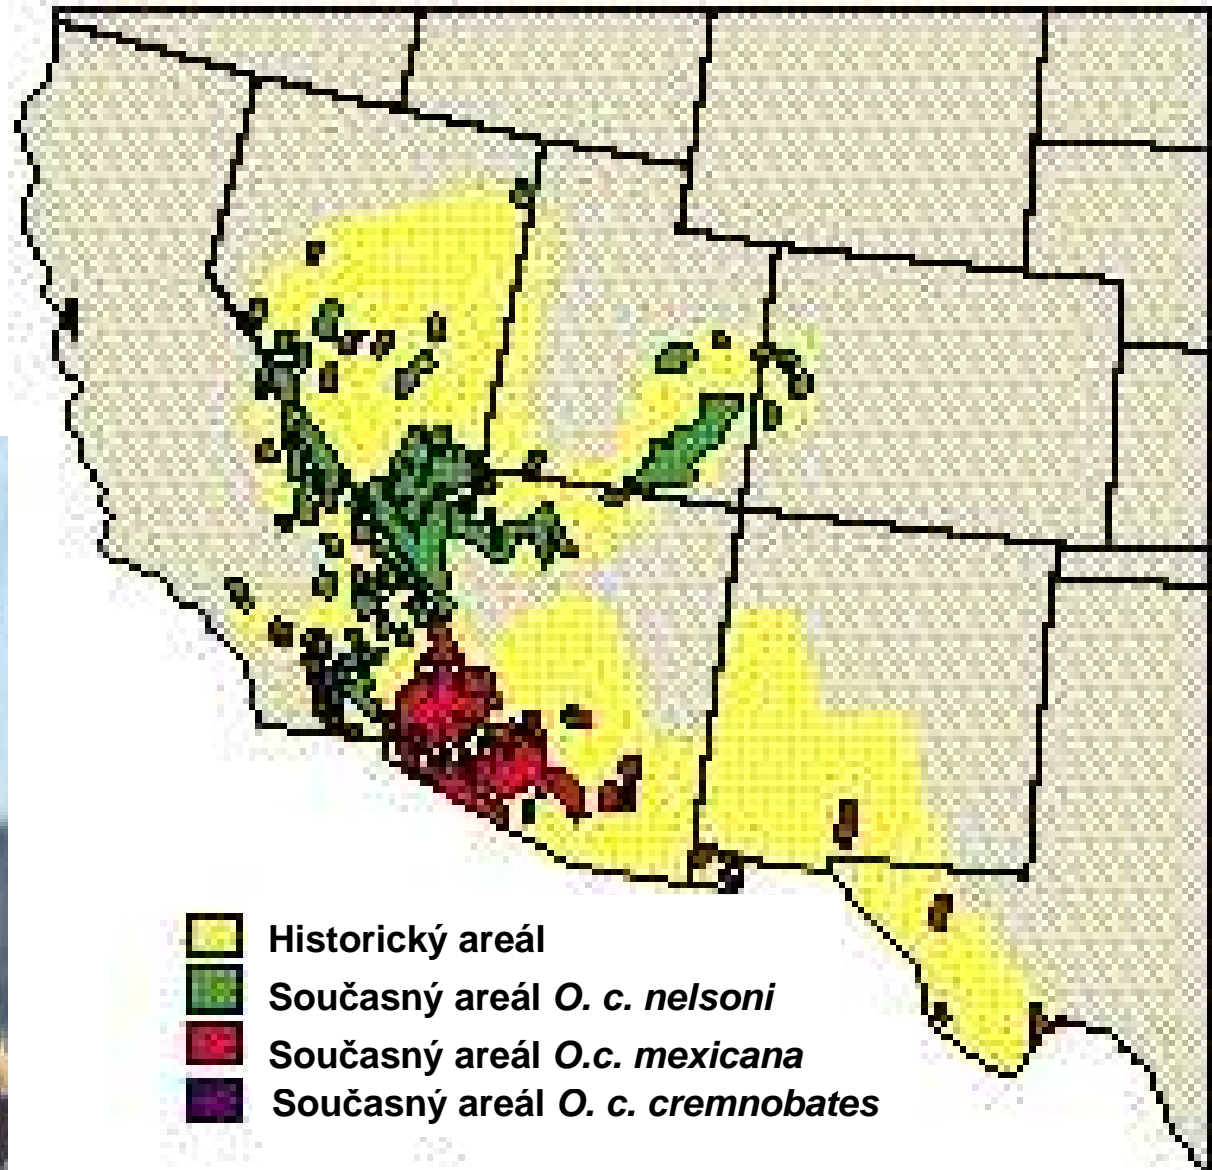 Historický areál
Současný areál O. c. nelsoni
Současný areál O.c. mexicana
Současný areál O. c. cremnobates